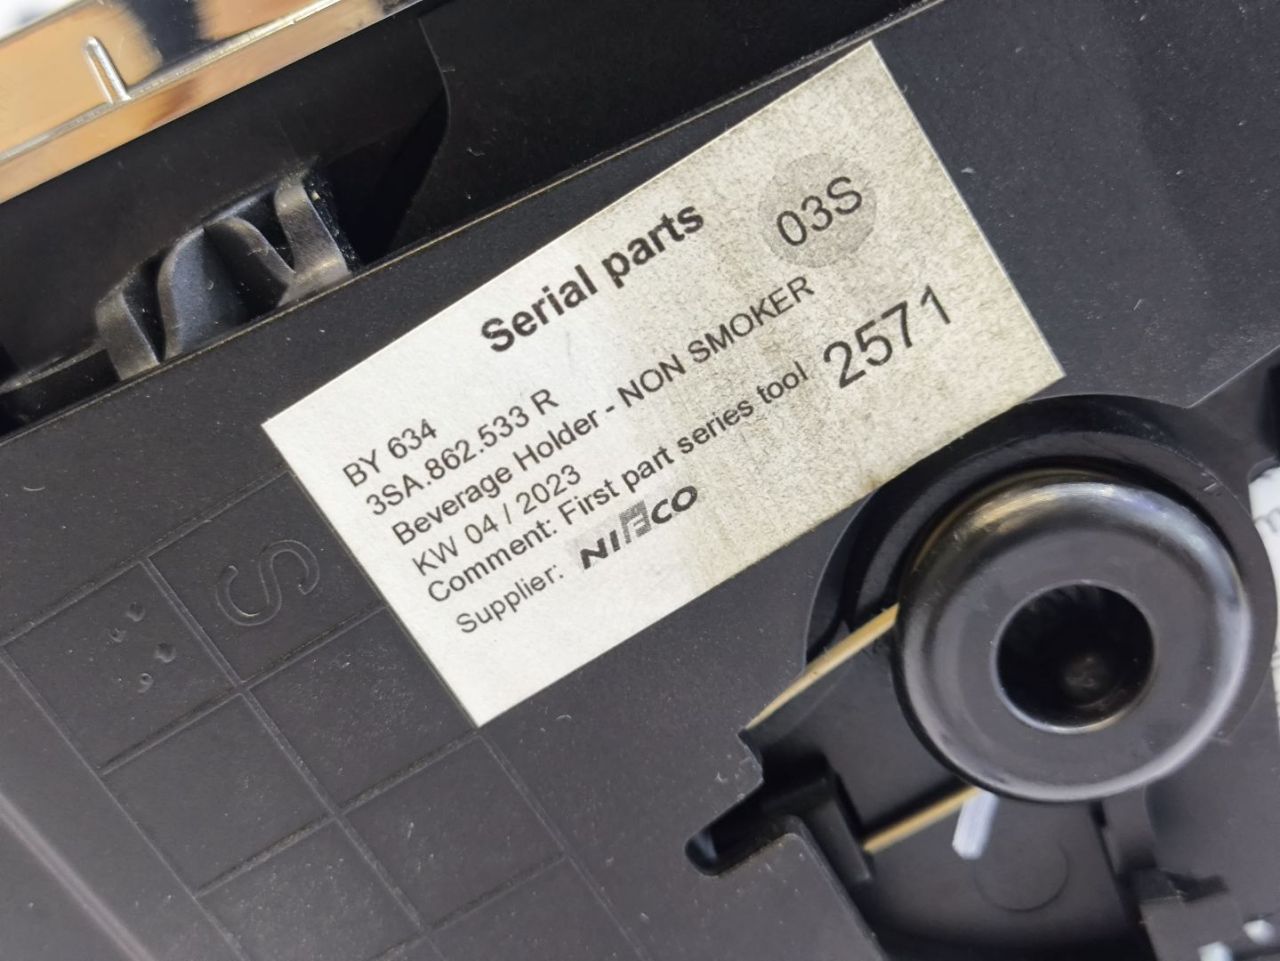 Serial parts
03S
BY 634
3SA.862.533 R
Beverage Holder - NON SMOKER
KW 04 / 2023
Comment: First part series tool
2571
Supplier: NIFCO
S